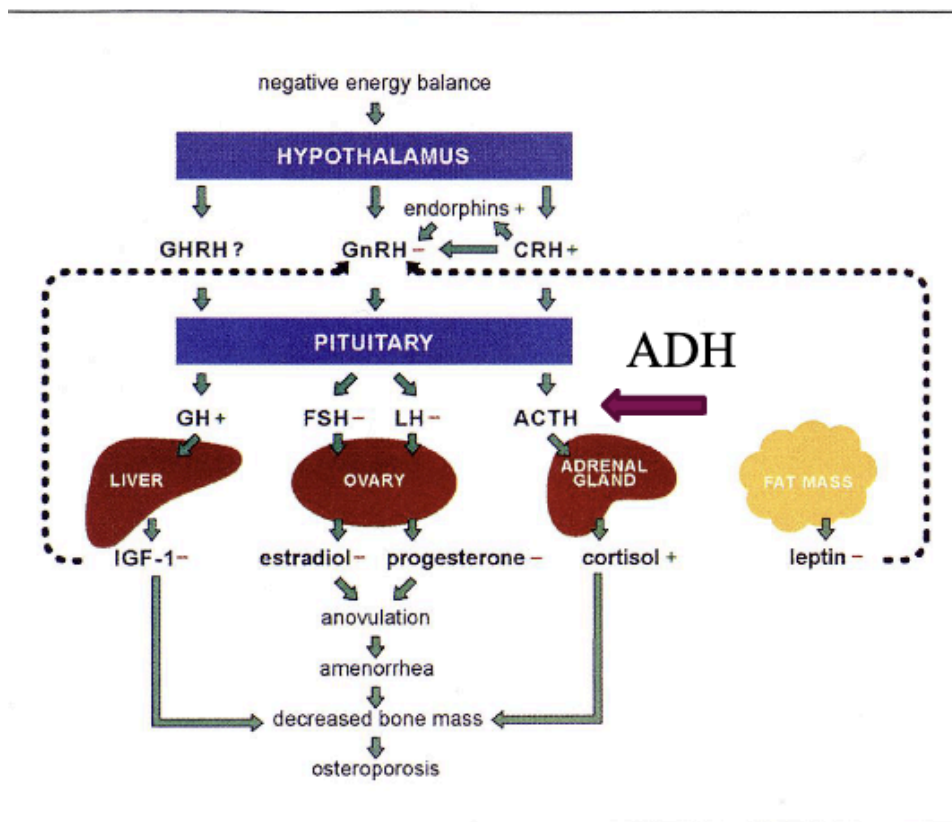 negative energy balance
HYPOTHALAMUS
endorphins +
GHRH ? GnRH – CRH +
PITUITARY
ADH
GH + FSH – LH – ACTH
LIVER OVARY ADRENAL GLAND FAT MASS
IGF-1 – estradiol – progesterone – cortisol + leptin –
anovulation
amenorrhea
decreased bone mass
osteroporosis